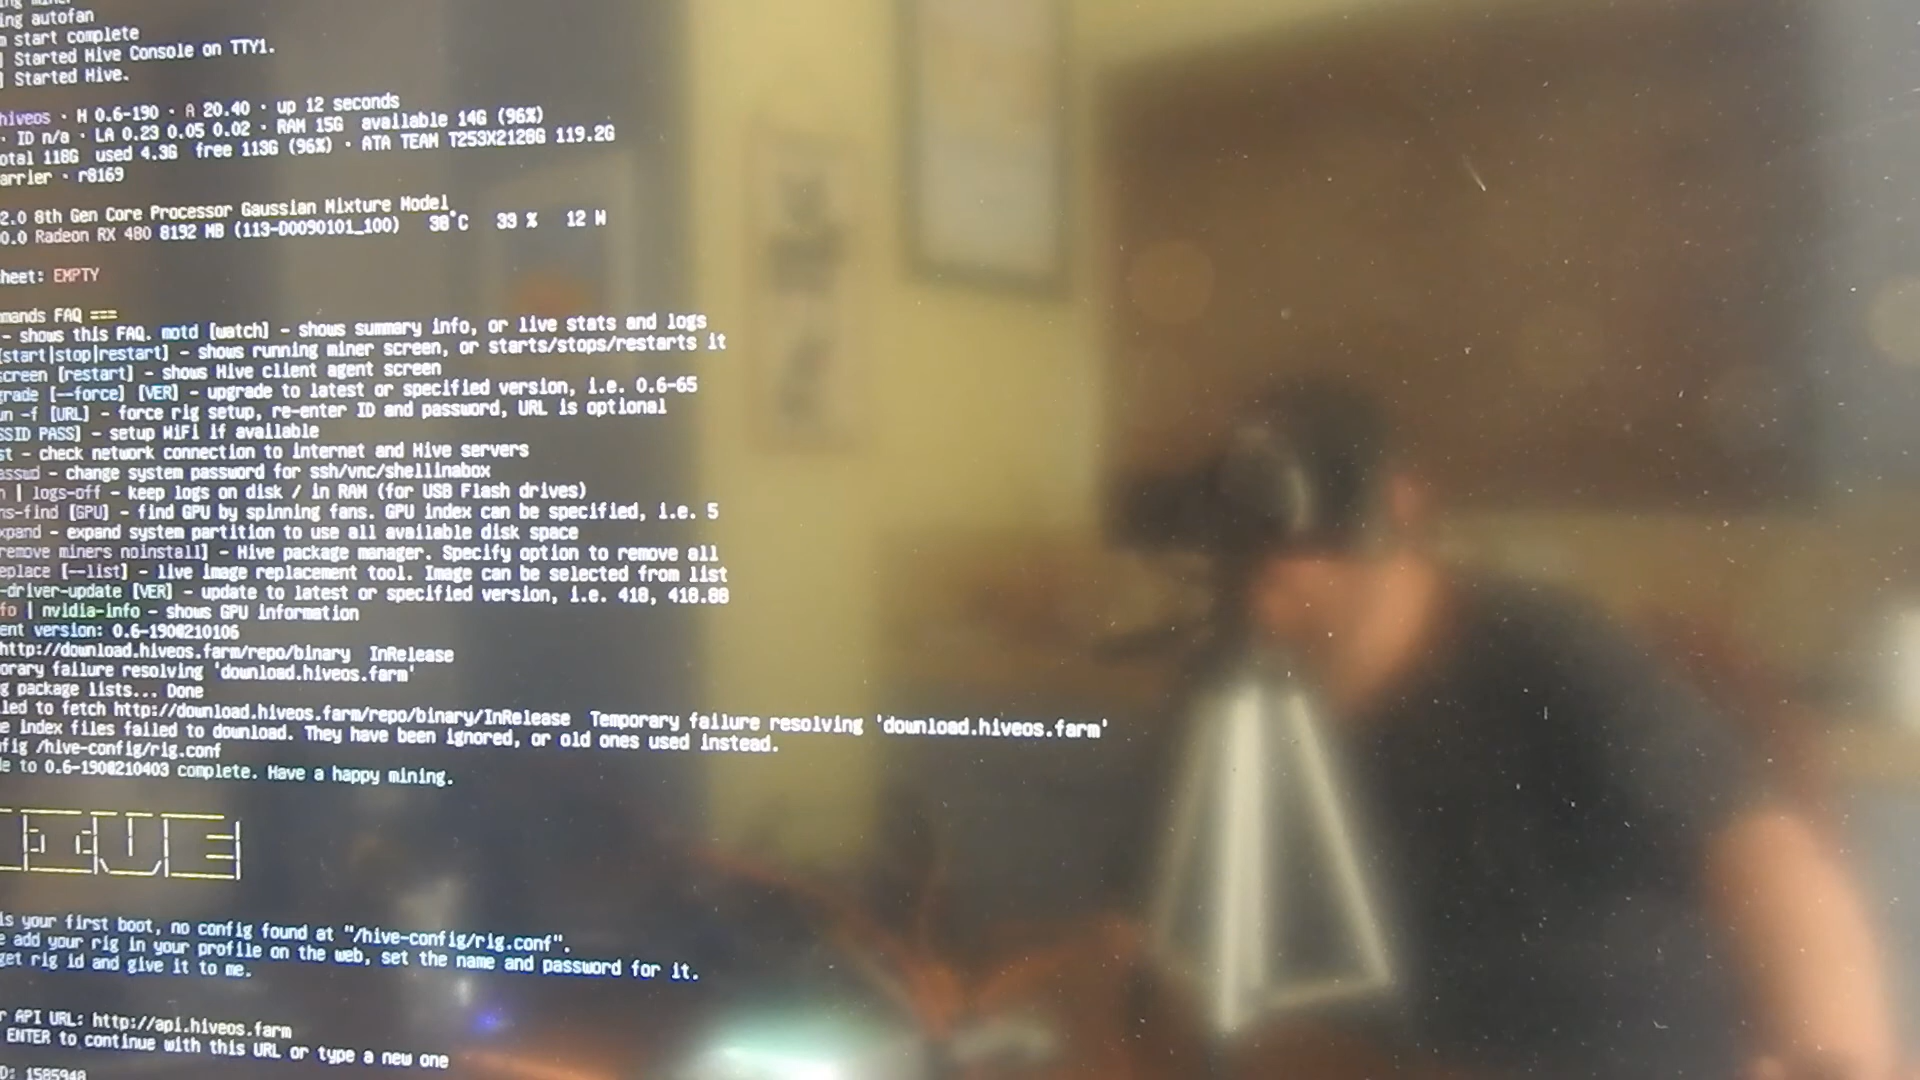 ing miner
ing autofan
m start complete
] Started Hive Console on TTY1.
] Started Hive.
hiveos · H 0.6-190 · A 20.40 · up 12 seconds
· ID n/a · LA 0.23 0.05 0.02 · RAM 15G available 14G (96%)
otal 118G used 4.3G free 113G (96%) · ATA TEAM T253X2128G 119.2G
arrier · r8169
2.0 8th Gen Core Processor Gaussian Mixture Model
0.0 Radeon RX 480 8192 MB (113-D0090101_100) 38°C 33 % 12 W
heet: EMPTY
mmands FAQ ===
- shows this FAQ. motd [watch] - shows summary info, or live stats and logs
[start|stop|restart] - shows running miner screen, or starts/stops/restarts it
screen [restart] - shows Hive client agent screen
grade [--force] [VER] - upgrade to latest or specified version, i.e. 0.6-65
un -f [URL] - force rig setup, re-enter ID and password, URL is optional
SSID PASS] - setup WiFi if available
st - check network connection to internet and Hive servers
asswd - change system password for ssh/vnc/shellinabox
n | logs-off - keep logs on disk / in RAM (for USB Flash drives)
ns-find [GPU] - find GPU by spinning fans. GPU index can be specified, i.e. 5
xpand - expand system partition to use all available disk space
remove miners noinstall] - Hive package manager. Specify option to remove all
eplace [--list] - live image replacement tool. Image can be selected from list
-driver-update [VER] - update to latest or specified version, i.e. 418, 418.88
fo | nvidia-info - shows GPU information
ent version: 0.6-190@210106
http://download.hiveos.farm/repo/binary InRelease
orary failure resolving 'download.hiveos.farm'
g package lists... Done
led to fetch http://download.hiveos.farm/repo/binary/InRelease Temporary failure resolving 'download.hiveos.farm'
e index files failed to download. They have been ignored, or old ones used instead.
nfig /hive-config/rig.conf
de to 0.6-190@210403 complete. Have a happy mining.
is your first boot, no config found at "/hive-config/rig.conf".
e add your rig in your profile on the web, set the name and password for it.
get rig id and give it to me.
r API URL: http://api.hiveos.farm
ENTER to continue with this URL or type a new one
D: 1585948